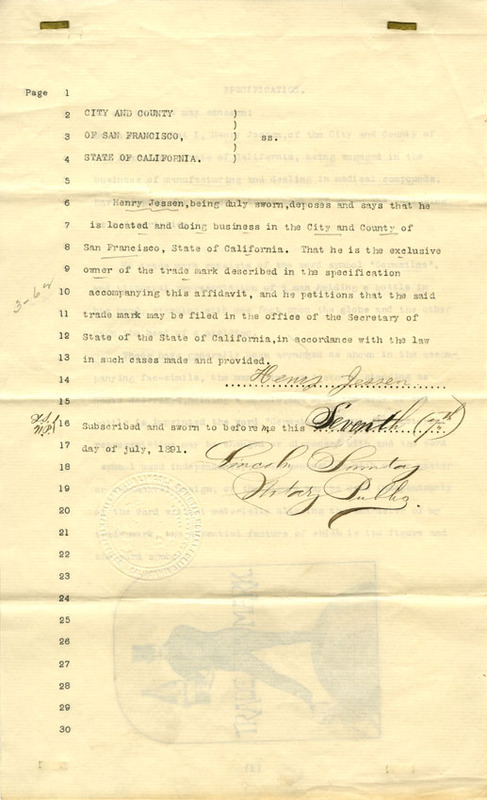 Page 1
2 CITY AND COUNTY )
3 OF SAN FRANCISCO, ) ss.
4 STATE OF CALIFORNIA. )
5
6 Henry Jessen,being duly sworn,deposes and says that he
7 is located and doing business in the City and County of
8 San Francisco, State of California. That he is the exclusive
9 owner of the trade mark described in the specification
3-62
10 accompanying this affidavit, and he petitions that the said
11 trade mark may be filed in the office of the Secretary of
12 State of the State of California,in accordance with the law
13 in such cases made and provided.
14 Henry Jessen
15
16 Subscribed and sworn to before me this Seventh (7th)
17 day of july, 1891.
18 Lincoln Sonntag
19 Notary Public.
20
21
22
23
24
25
26
27
28
29
30
SPECIFICATION.
TRADE MARK